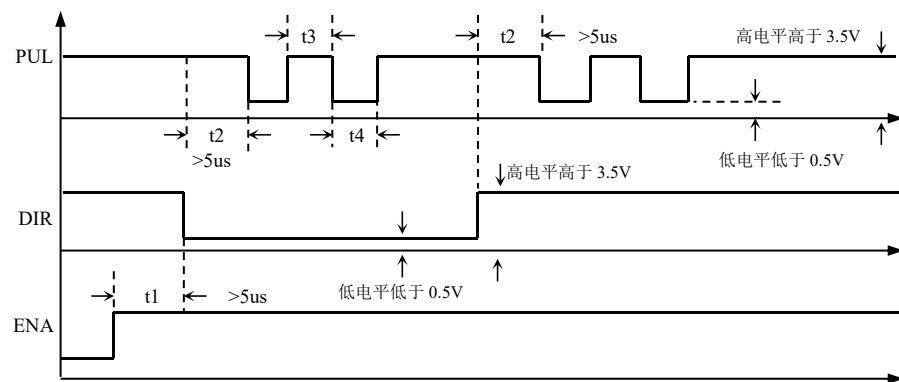 t3
t2
>5us
高电平高于 3.5V
PUL
t2
t4
>5us
低电平低于 0.5V
高电平高于 3.5V
DIR
t1
>5us
低电平低于 0.5V
ENA